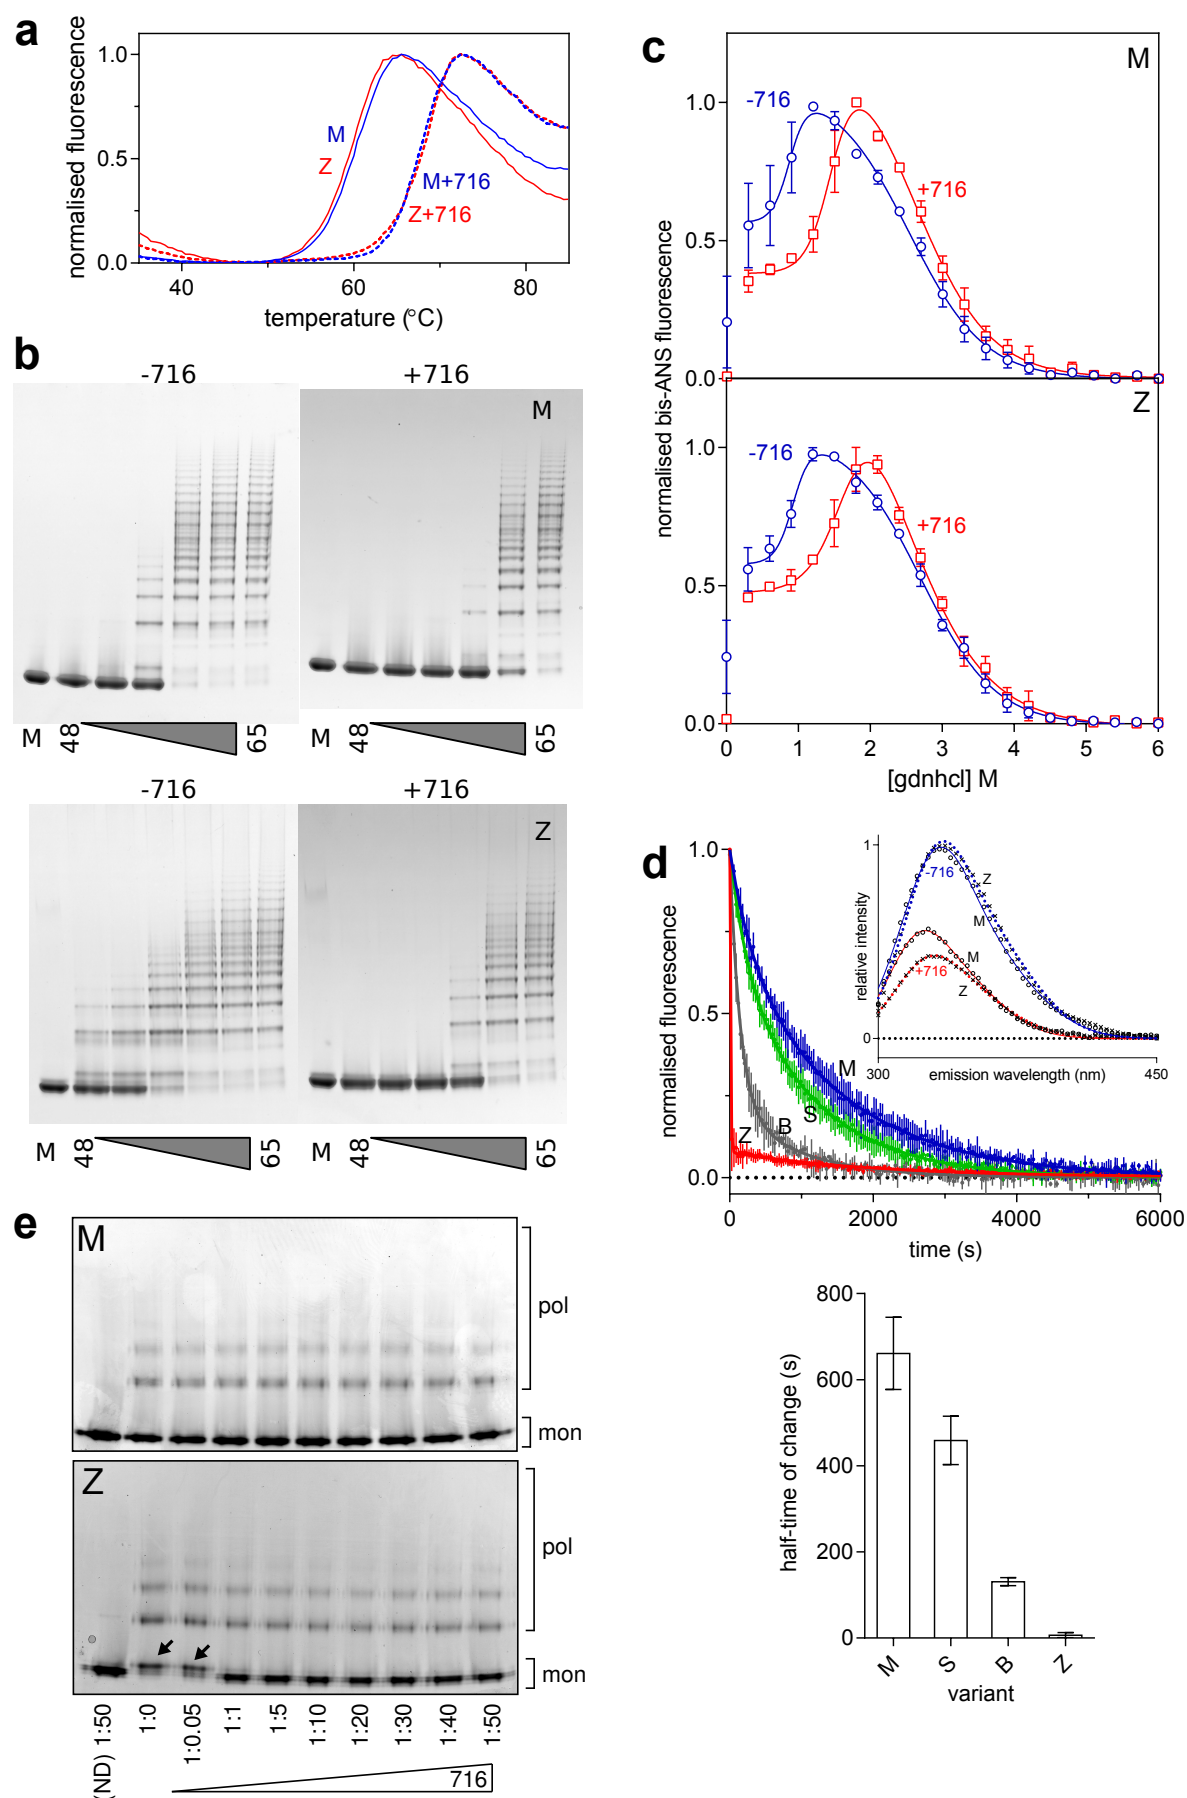 a
normalised fluorescence
1.0
0.5
0.0
M
Z
M+716
Z+716
40
60
80
temperature (°C)
b
-716
+716
M
M
48
65
M
48
65
-716
+716
Z
M
48
65
M
48
65
c
normalised bis-ANS fluorescence
M
-716
+716
1.0
0.5
0.0
Z
-716
+716
1.0
0.5
0.0
0
1
2
3
4
5
6
[gdnhcl] M
d
normalised fluorescence
1.0
0.5
0.0
M
S
B
Z
0
2000
4000
6000
time (s)
relative intensity
1
0
-716
Z
M
M
+716
Z
300
450
emission wavelength (nm)
half-time of change (s)
800
600
400
200
0
M
S
B
Z
variant
e
M
pol
mon
Z
pol
mon
(ND) 1:50
1:0
1:0.05
1:1
1:5
1:10
1:20
1:30
1:40
1:50
716